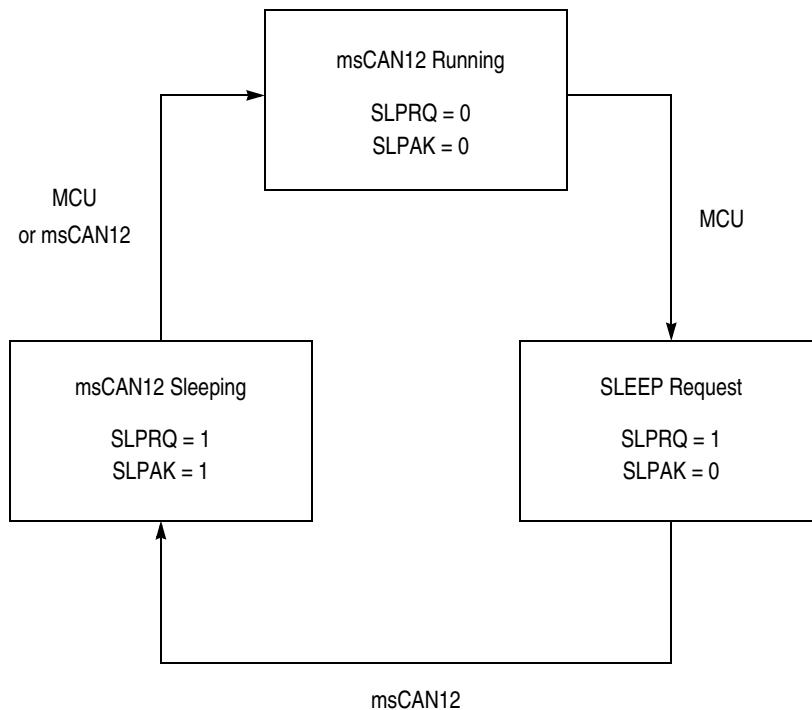 msCAN12 Running
SLPRQ = 0
SLPAK = 0
MCU
or msCAN12
MCU
msCAN12 Sleeping
SLPRQ = 1
SLPAK = 1
SLEEP Request
SLPRQ = 1
SLPAK = 0
msCAN12